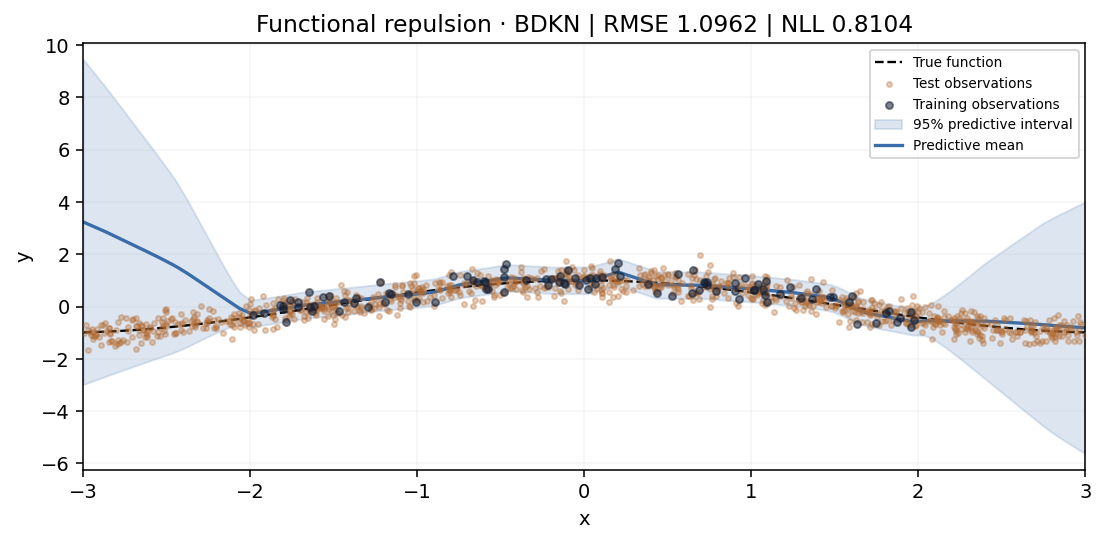 Functional repulsion · BDKN | RMSE 1.0962 | NLL 0.8104
10
8
6
4
2
0
−2
−4
−6
y
True function
Test observations
Training observations
95% predictive interval
Predictive mean
−3 −2 −1 0 1 2 3
x